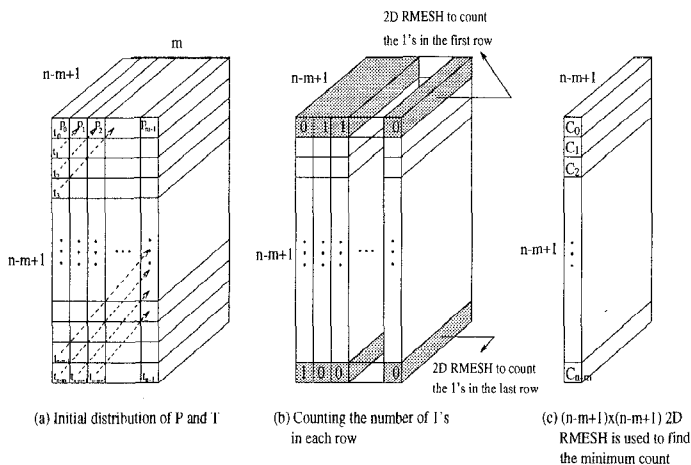 m
n-m+1
P0 P1 P2 Pm-1
t0
t1
t2
t3
n-m+1
...
tn-m tn-1
(a) Initial distribution of P and T
2D RMESH to count
the 1's in the first row
n-m+1
0 1 1 0
n-m+1
...
1 0 0 0
2D RMESH to count
the 1's in the last row
(b) Counting the number of 1's
in each row
n-m+1
C0
C1
C2
n-m+1
Cn-m
(c) (n-m+1)x(n-m+1) 2D
RMESH is used to find
the minimum count